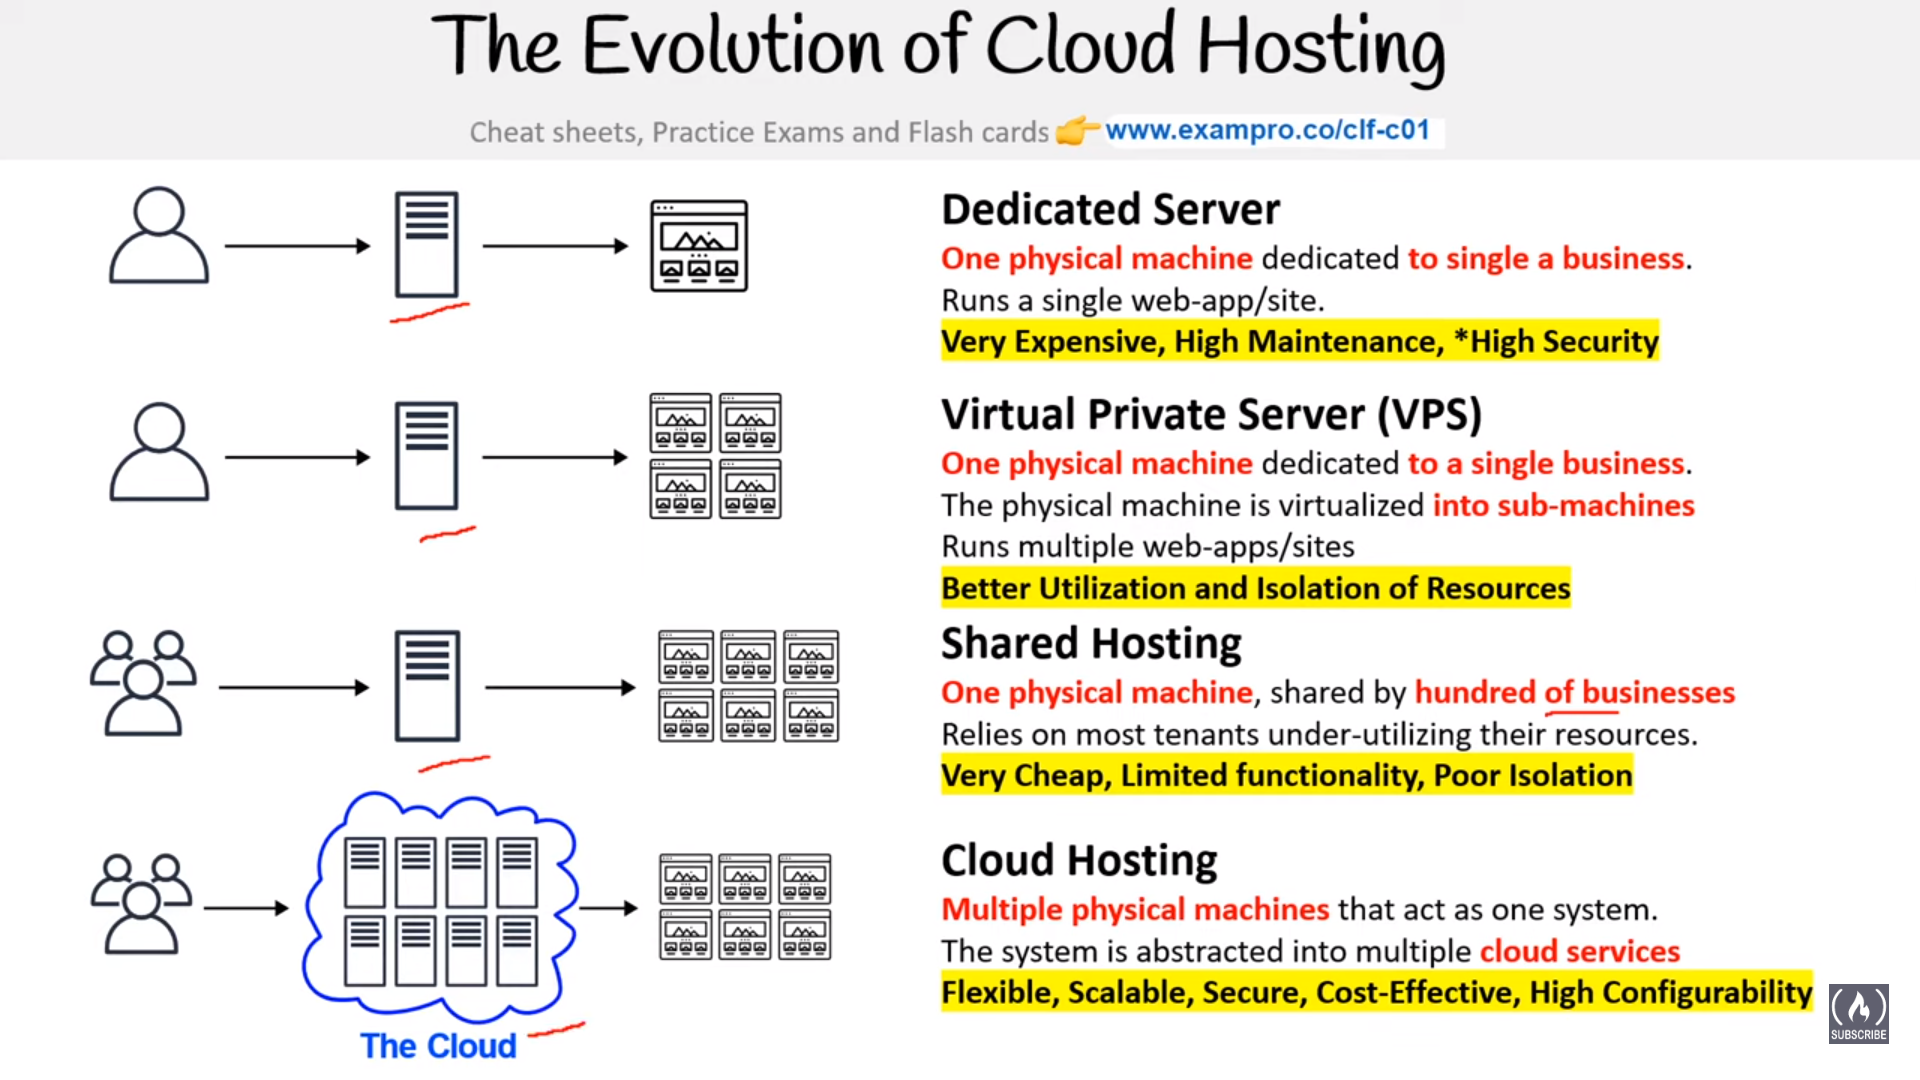 The Evolution of Cloud Hosting
Cheat sheets, Practice Exams and Flash cards www.exampro.co/clf-c01
Dedicated Server
One physical machine dedicated to single a business.
Runs a single web-app/site.
Very Expensive, High Maintenance, *High Security
Virtual Private Server (VPS)
One physical machine dedicated to a single business.
The physical machine is virtualized into sub-machines
Runs multiple web-apps/sites
Better Utilization and Isolation of Resources
Shared Hosting
One physical machine, shared by hundred of businesses
Relies on most tenants under-utilizing their resources.
Very Cheap, Limited functionality, Poor Isolation
Cloud Hosting
Multiple physical machines that act as one system.
The system is abstracted into multiple cloud services
Flexible, Scalable, Secure, Cost-Effective, High Configurability
The Cloud
SUBSCRIBE